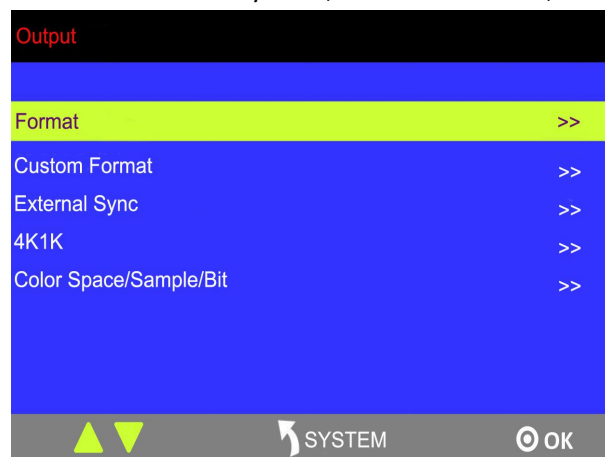 Output
Format >>
Custom Format >>
External Sync >>
4K1K >>
Color Space/Sample/Bit >>
SYSTEM OK